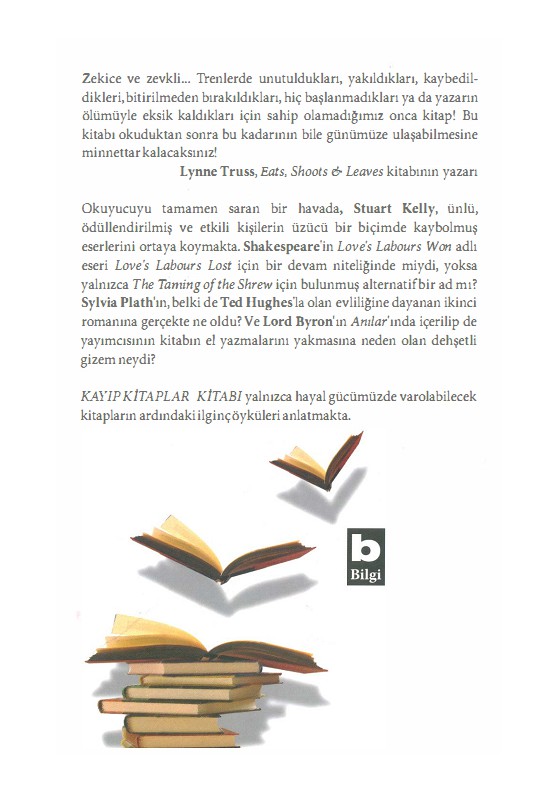 Zekice ve zevkli... Trenlerde unutuldukları, yakıldıkları, kaybedil-
dikleri, bitirilmeden bırakıldıkları, hiç başlanmadıkları ya da yazarın
ölümüyle eksik kaldıkları için sahip olamadığımız onca kitap! Bu
kitabı okuduktan sonra bu kadarının bile günümüze ulaşabilmesine
minnettar kalacaksınız!
Lynne Truss, Eats, Shoots & Leaves kitabının yazarı
Okuyucuyu tamamen saran bir havada, Stuart Kelly, ünlü,
ödüllendirilmiş ve etkili kişilerin üzücü bir biçimde kaybolmuş
eserlerini ortaya koymakta. Shakespeare'in Love's Labours Won adlı
eseri Love's Labours Lost için bir devam niteliğinde miydi, yoksa
yalnızca The Taming of the Shrew için bulunmuş alternatif bir ad mı?
Sylvia Plath'ın, belki de Ted Hughes'la olan evliliğine dayanan ikinci
romanına gerçekte ne oldu? Ve Lord Byron'ın Anılar'ında içerilip de
yayımcısının kitabın el yazmalarını yakmasına neden olan dehşetli
gizem neydi?
KAYIP KİTAPLAR KİTABI yalnızca hayal gücümüzde varolabilecek
kitapların ardındaki ilginç öyküleri anlatmakta.
b
Bilgi